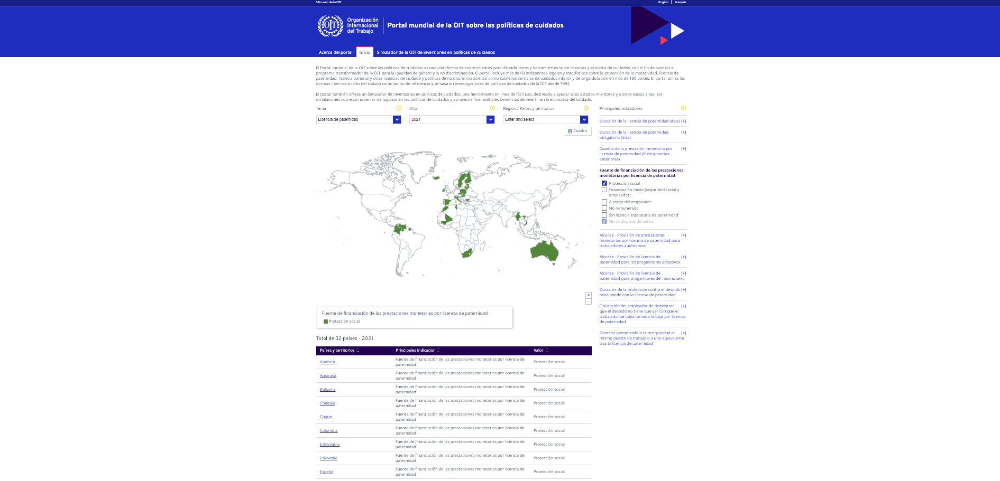 Sitio web de la OIT
English | Français
Organización
Internacional
del Trabajo
Portal mundial de la OIT sobre las políticas de cuidados
Acerca del portal
Inicio
Simulador de la OIT de inversiones en políticas de cuidados
El Portal mundial de la OIT sobre las políticas de cuidados es una plataforma de conocimientos para difundir datos y herramientas sobre licencias y servicios de cuidados, con el fin de avanzar el
programa transformador de la OIT para la igualdad de género y la no discriminación. El portal incluye más de 60 indicadores legales y estadísticos sobre la protección de la maternidad, licencia de
paternidad, licencia parental y otras licencias de cuidado y políticas de no discriminación, así como sobre los servicios de cuidados infantil y de larga duración en más de 180 países. El portal utiliza las
normas internacionales del trabajo como punto de referencia y se basa en investigaciones de políticas de cuidados de la OIT desde 1994.
El portal también ofrece un Simulador de inversiones en políticas de cuidados, una herramienta en línea de fácil uso, destinado a ayudar a los Estados miembros y a otros socios a realizar
simulaciones sobre cómo cerrar las lagunas en las políticas de cuidados y aprovechar los múltiples beneficios de invertir en la economía del cuidado.
Tema
Licencia de paternidad
Año
2021
Región / Países y territorios
Enter and select
Cuadro
+
-
Fuente de financiación de las prestaciones monetarias por licencia de paternidad
Protección social
Total de 32 países - 2021
Países y territorios
Principales indicador
Valor
Andorra
Fuente de financiación de las prestaciones monetarias por licencia de
paternidad
Protección social
Australia
Fuente de financiación de las prestaciones monetarias por licencia de
paternidad
Protección social
Bulgaria
Fuente de financiación de las prestaciones monetarias por licencia de
paternidad
Protección social
Chequia
Fuente de financiación de las prestaciones monetarias por licencia de
paternidad
Protección social
Chipre
Fuente de financiación de las prestaciones monetarias por licencia de
paternidad
Protección social
Colombia
Fuente de financiación de las prestaciones monetarias por licencia de
paternidad
Protección social
Eslovaquia
Fuente de financiación de las prestaciones monetarias por licencia de
paternidad
Protección social
Eslovenia
Fuente de financiación de las prestaciones monetarias por licencia de
paternidad
Protección social
España
Fuente de financiación de las prestaciones monetarias por licencia de
paternidad
Protección social
Principales indicadores
Duración de la licencia de paternidad (días) [+]
Duración de la licencia de paternidad [+]
obligatoria (días)
Cuantía de la prestación monetaria por [+]
licencia de paternidad (% de ganacias
anteriores)
Fuente de financiación de las prestaciones
monetarias por licencia de paternidad
Protección social
Financiación mixta (seguridad social y
empleador)
A cargo del empleador
No remunerada
Sin licencia estatutaria de paternidad
No se dispone de datos
Alcance - Provisión de prestaciones [+]
monetarias por licencia de paternidad para
trabajadores autónomos
Alcance - Provisión de licencia de [+]
paternidad para los progenitores adoptivos
Alcance - Provisión de licencia de [+]
paternidad para progenitores del mismo sexo
Duración de la protección contra el despido [+]
relacionado con la licencia de paternidad
Obligación del empleador de demostrar [+]
que el despido no tiene que ver con que el
trabajador se haya tomado la baja por licencia
de paternidad
Derecho garantizado a reincorporarse al [+]
mismo puesto de trabajo o a uno equivalente
tras la licencia de paternidad